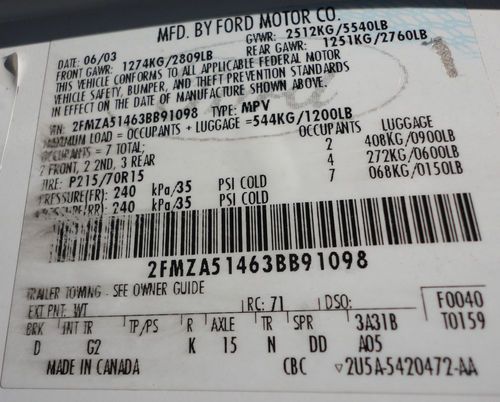 MFD. BY FORD MOTOR CO.
DATE: 06/03 GVWR: 2512KG/5540LB
FRONT GAWR: 1274KG/2809LB REAR GAWR: 1251KG/2760LB
THIS VEHICLE CONFORMS TO ALL APPLICABLE FEDERAL MOTOR
VEHICLE SAFETY, BUMPER, AND THEFT PREVENTION STANDARDS
IN EFFECT ON THE DATE OF MANUFACTURE SHOWN ABOVE.
VIN: 2FMZA51463BB91098 TYPE: MPV
MAXIMUM LOAD = OCCUPANTS + LUGGAGE = 544KG/1200LB
OCCUPANTS = 7 TOTAL; OCCUPANTS LUGGAGE
2 FRONT, 2 2ND, 3 REAR 2 408KG/0900LB
TIRE: P215/70R15 4 272KG/0600LB
PRESSURE(FR): 240 kPa/35 PSI COLD 7 068KG/0150LB
PRESSURE(RR): 240 kPa/35 PSI COLD
2FMZA51463BB91098
TRAILER TOWING - SEE OWNER GUIDE
EXT PNT: WT RC: 71 DSO: F0040
BRK INT TR TP/PS R AXLE TR SPR 3A31B T0159
D G2 K 15 N DD A05
MADE IN CANADA CBC ▽2U5A-5420472-AA